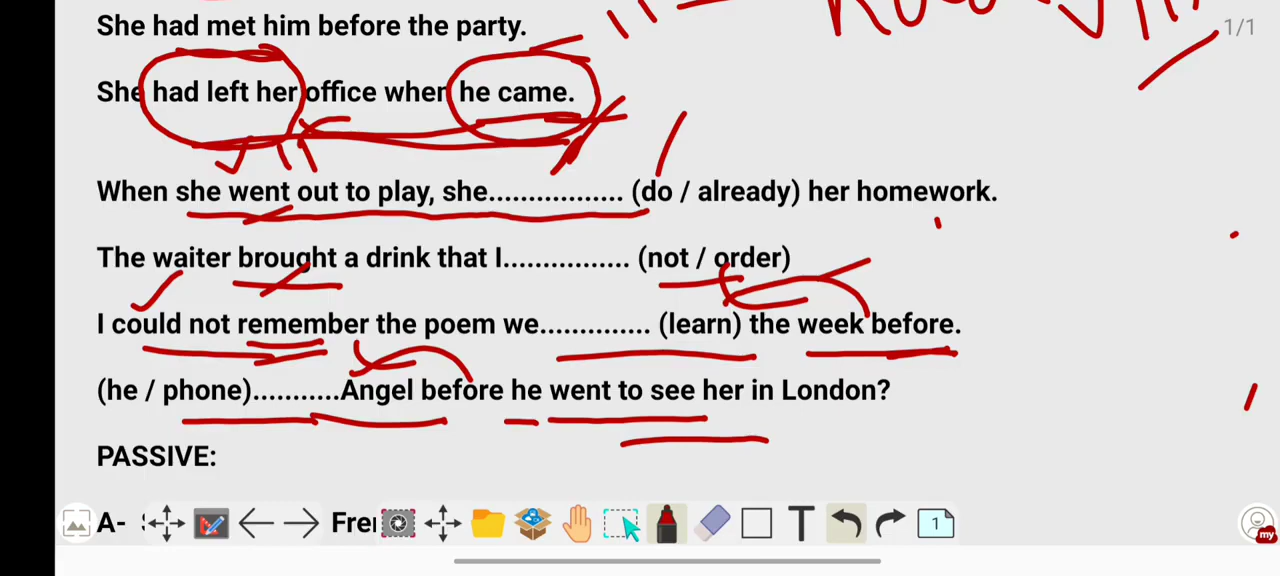 She had met him before the party.
1/1
She had left her office when he came.
When she went out to play, she................. (do / already) her homework.
The waiter brought a drink that I................ (not / order)
I could not remember the poem we.............. (learn) the week before.
(he / phone)...........Angel before he went to see her in London?
PASSIVE:
A-
T
1
my